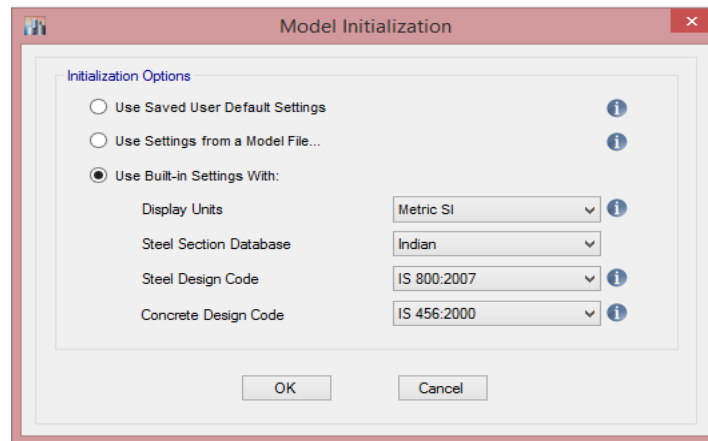 Model Initialization
Initialization Options
Use Saved User Default Settings
Use Settings from a Model File...
Use Built-in Settings With:
Display Units Metric SI
Steel Section Database Indian
Steel Design Code IS 800:2007
Concrete Design Code IS 456:2000
OK Cancel